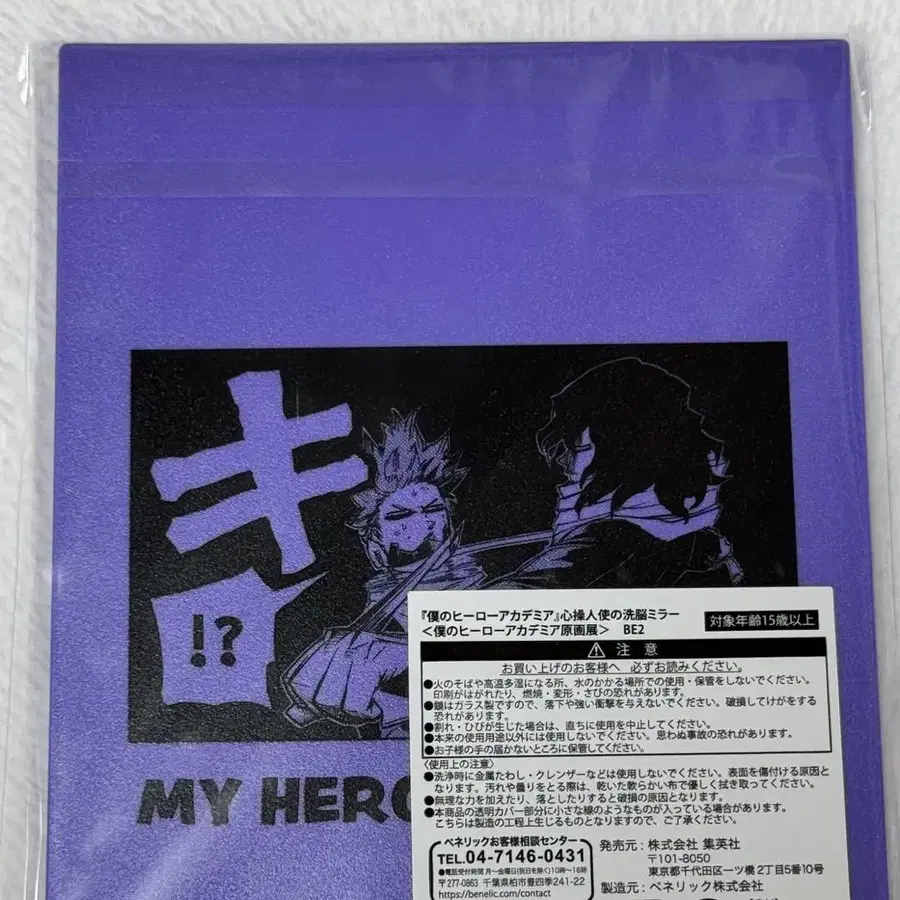 キ
!?
MY HERO
『僕のヒーローアカデミア』心操人使の洗脳ミラー
＜僕のヒーローアカデミア原画展＞ BE2
対象年齢15歳以上
⚠ 注 意
お買い上げのお客様へ 必ずお読みください。
●火のそばや高温多湿になる所、水のかかる場所での使用・保管をしないでください。
印刷がはがれたり、燃焼・変形・さびの恐れがあります。
●鏡はガラス製ですので、落下や強い衝撃を与えないでください。破損してけがをする
恐れがあります。
●割れ・ひびが生じた場合は、直ちに使用を中止してください。
●本来の使用用途以外には使用しないでください。思わぬ事故の恐れがあります。
●お子様の手の届かないところに保管してください。
〈使用上の注意〉
●洗浄時に金属たわし・クレンザーなどは使用しないでください。表面を傷付ける原因と
なります。汚れや曇りをとる際は、乾いた軟らかい布で優しく拭き取ってください。
●無理な力を加えたり、落としたりすると破損の原因となります。
●本商品の透明カバー部分に小さな線のようなものが入っている場合があります。
こちらは製造の工程上生じるものとなりますので、ご了承ください。
ベネリックお客様相談センター
TEL.04-7146-0431
●電話受付時間 月～金曜日(祝日を除く)10時～16時
〒277-0863 千葉県柏市豊四季241-22
https://benelic.com/contact
発売元：株式会社 集英社
〒101-8050
東京都千代田区一ツ橋2丁目5番10号
製造元：ベネリック株式会社